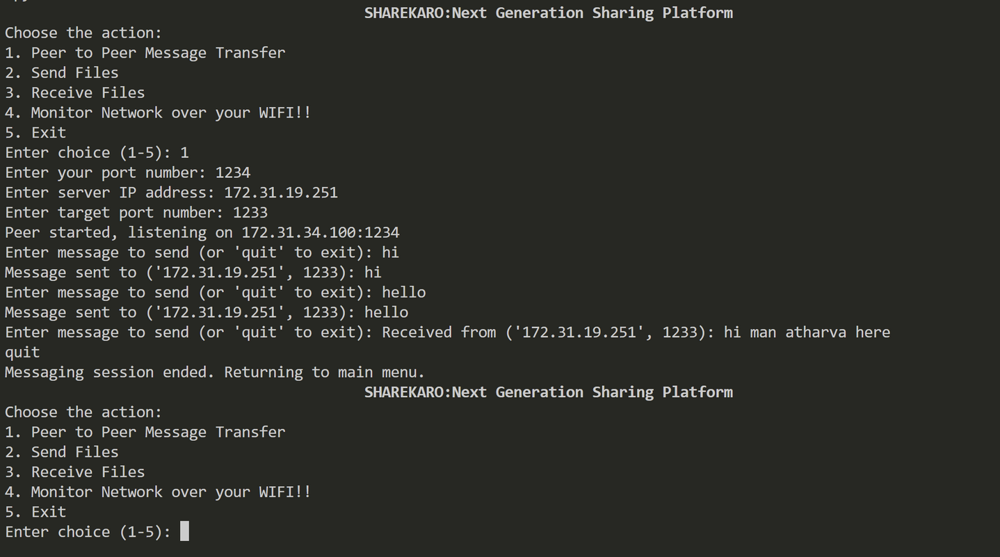 SHAREKARO:Next Generation Sharing Platform
Choose the action:
1. Peer to Peer Message Transfer
2. Send Files
3. Receive Files
4. Monitor Network over your WIFI!!
5. Exit
Enter choice (1-5): 1
Enter your port number: 1234
Enter server IP address: 172.31.19.251
Enter target port number: 1233
Peer started, listening on 172.31.34.100:1234
Enter message to send (or 'quit' to exit): hi
Message sent to ('172.31.19.251', 1233): hi
Enter message to send (or 'quit' to exit): hello
Message sent to ('172.31.19.251', 1233): hello
Enter message to send (or 'quit' to exit): Received from ('172.31.19.251', 1233): hi man atharva here
quit
Messaging session ended. Returning to main menu.
SHAREKARO:Next Generation Sharing Platform
Choose the action:
1. Peer to Peer Message Transfer
2. Send Files
3. Receive Files
4. Monitor Network over your WIFI!!
5. Exit
Enter choice (1-5):